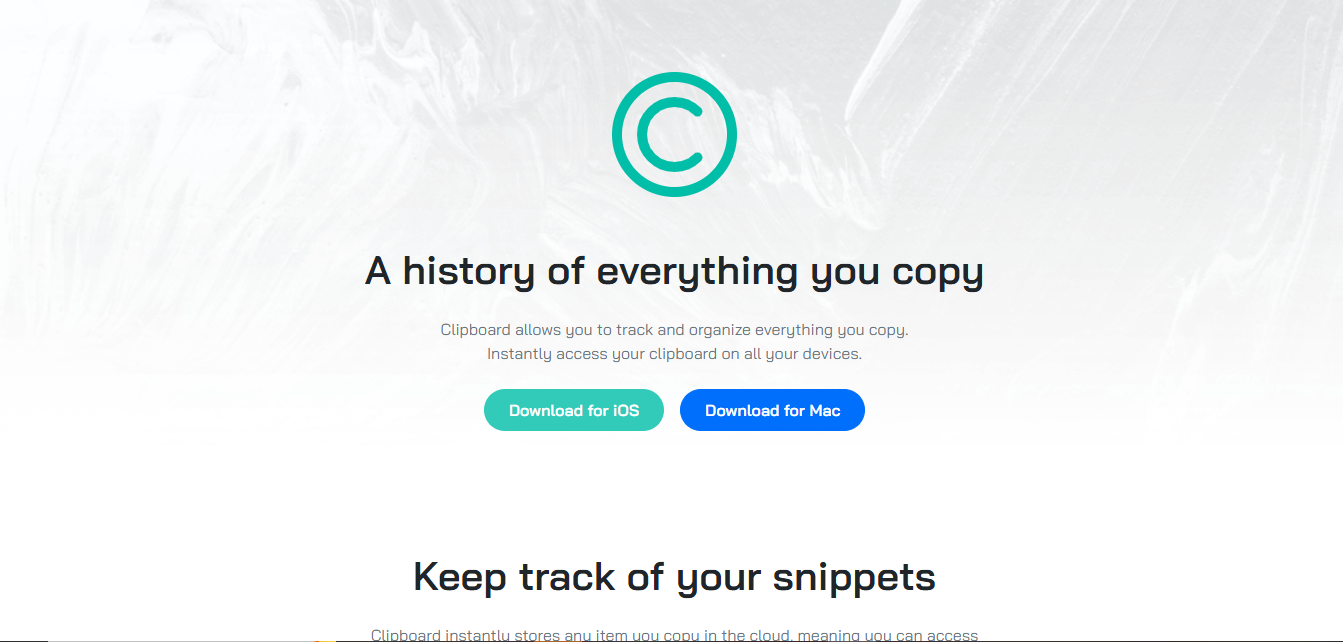 A history of everything you copy
Clipboard allows you to track and organize everything you copy.
Instantly access your clipboard on all your devices.
Download for iOS
Download for Mac
Keep track of your snippets
Clipboard instantly stores any item you copy in the cloud, meaning you can access